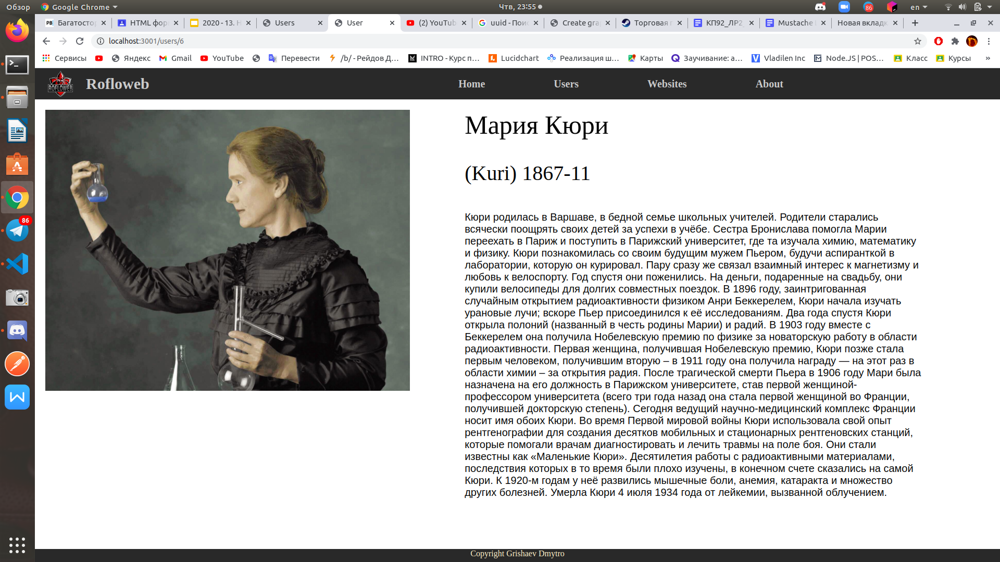 Обзор Google Chrome Чтв, 23:55 86 en
Багатостор HTML фор 2020 - 13. Users User (2) YouTub uuid - Пои Create gra Торговая КП92_ЛР2 Mustache Новая вкладк
localhost:3001/users/6
Сервисы Яндекс Gmail YouTube Перевести /b/ - Рейдов Д… INTRO - Курс п… Lucidchart Реализация ш… Карты Заучивание: а… Vladilen Inc Node.JS | POS… Класс Курсы »
ROFLOWEB Rofloweb Home Users Websites About
Мария Кюри
(Kuri) 1867-11
Кюри родилась в Варшаве, в бедной семье школьных учителей. Родители старались
всячески поощрять своих детей за успехи в учёбе. Сестра Бронислава помогла Марии
переехать в Париж и поступить в Парижский университет, где та изучала химию, математику
и физику. Кюри познакомилась со своим будущим мужем Пьером, будучи аспиранткой в
лаборатории, которую он курировал. Пару сразу же связал взаимный интерес к магнетизму и
любовь к велоспорту. Год спустя они поженились. На деньги, подаренные на свадьбу, они
купили велосипеды для долгих совместных поездок. В 1896 году, заинтригованная
случайным открытием радиоактивности физиком Анри Беккерелем, Кюри начала изучать
урановые лучи; вскоре Пьер присоединился к её исследованиям. Два года спустя Кюри
открыла полоний (названный в честь родины Марии) и радий. В 1903 году вместе с
Беккерелем она получила Нобелевскую премию по физике за новаторскую работу в области
радиоактивности. Первая женщина, получившая Нобелевскую премию, Кюри позже стала
первым человеком, получившим вторую – в 1911 году она получила награду — на этот раз в
области химии – за открытия радия. После трагической смерти Пьера в 1906 году Мари была
назначена на его должность в Парижском университете, став первой женщиной-
профессором университета (всего три года назад она стала первой женщиной во Франции,
получившей докторскую степень). Сегодня ведущий научно-медицинский комплекс Франции
носит имя обоих Кюри. Во время Первой мировой войны Кюри использовала свой опыт
рентгенографии для создания десятков мобильных и стационарных рентгеновских станций,
которые помогали врачам диагностировать и лечить травмы на поле боя. Они стали
известны как «Маленькие Кюри». Десятилетия работы с радиоактивными материалами,
последствия которых в то время были плохо изучены, в конечном счете сказались на самой
Кюри. К 1920-м годам у неё развились мышечные боли, анемия, катаракта и множество
других болезней. Умерла Кюри 4 июля 1934 года от лейкемии, вызванной облучением.
86
Copyright Grishaev Dmytro